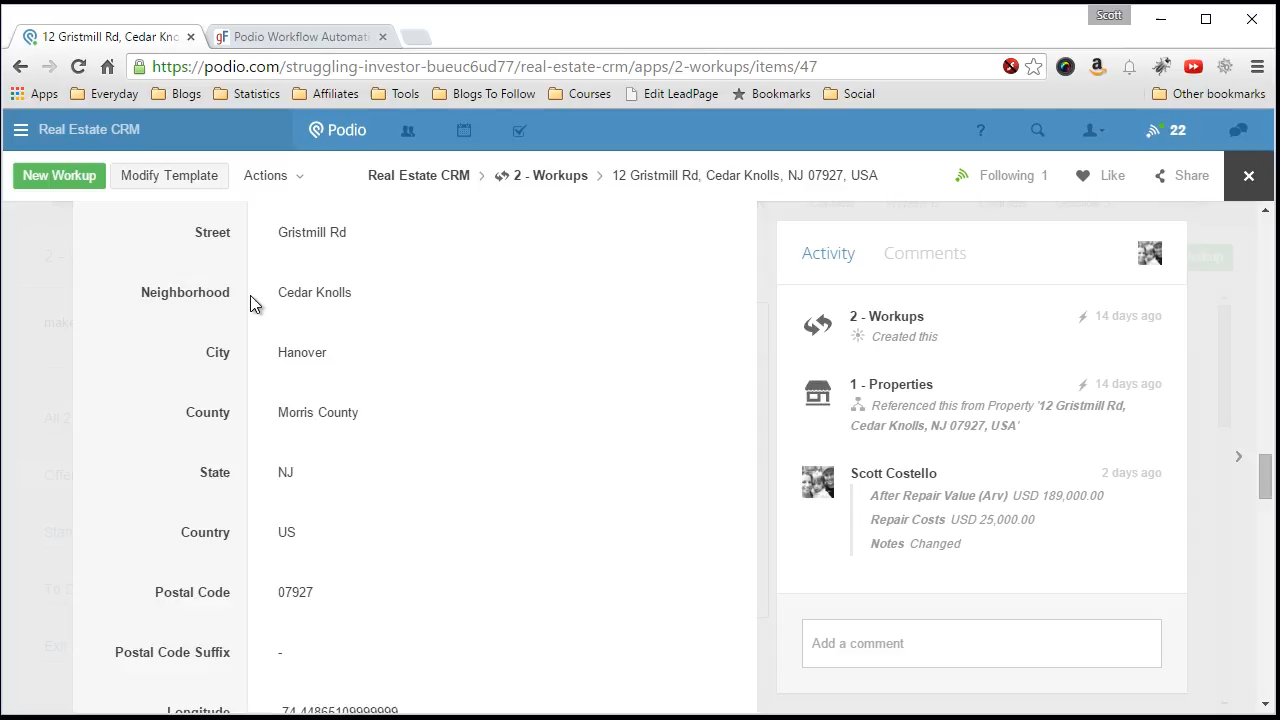 Scott
12 Gristmill Rd, Cedar Kno
Podio Workflow Automat
https://podio.com/struggling-investor-bueuc6ud77/real-estate-crm/apps/2-workups/items/47
Apps Everyday Blogs Statistics Affiliates Tools Blogs To Follow Courses Edit LeadPage Bookmarks Social Other bookmarks
Real Estate CRM Podio ? 22
New Workup Modify Template Actions Real Estate CRM 2 - Workups 12 Gristmill Rd, Cedar Knolls, NJ 07927, USA Following 1 Like Share
Street Gristmill Rd
Neighborhood Cedar Knolls
City Hanover
County Morris County
State NJ
Country US
Postal Code 07927
Postal Code Suffix -
Longitude -74.44865109999999
Activity Comments
2 - Workups 14 days ago
Created this
1 - Properties 14 days ago
Referenced this from Property '12 Gristmill Rd,
Cedar Knolls, NJ 07927, USA'
Scott Costello 2 days ago
After Repair Value (Arv) USD 189,000.00
Repair Costs USD 25,000.00
Notes Changed
Add a comment